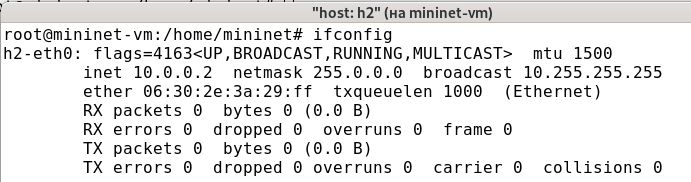 "host: h2" (на mininet-vm)
root@mininet-vm:/home/mininet# ifconfig
h2-eth0: flags=4163<UP,BROADCAST,RUNNING,MULTICAST>  mtu 1500
        inet 10.0.0.2  netmask 255.0.0.0  broadcast 10.255.255.255
        ether 06:30:2e:3a:29:ff  txqueuelen 1000  (Ethernet)
        RX packets 0  bytes 0 (0.0 B)
        RX errors 0  dropped 0  overruns 0  frame 0
        TX packets 0  bytes 0 (0.0 B)
        TX errors 0  dropped 0 overruns 0  carrier 0  collisions 0